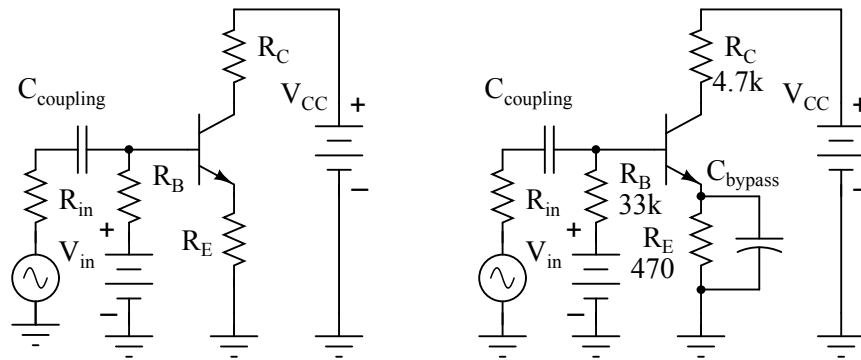 R_C
C_coupling
V_CC
+
−
R_in
R_B
+
V_in
−
R_E
R_C
4.7k
C_coupling
V_CC
+
−
C_bypass
R_in
R_B
33k
+
V_in
−
R_E
470